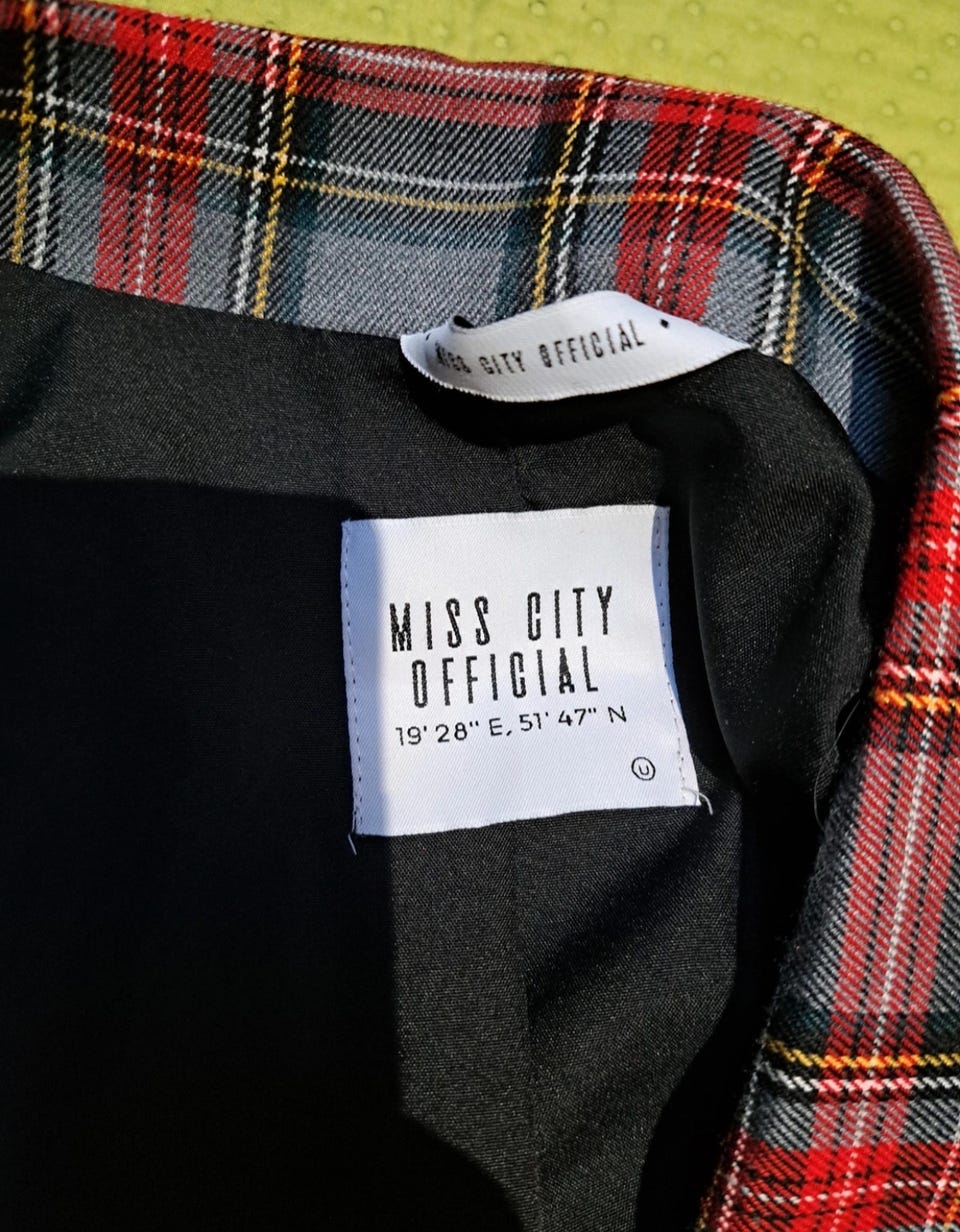 MISS CITY OFFICIAL
MISS CITY
OFFICIAL
19' 28" E, 51' 47" N
U